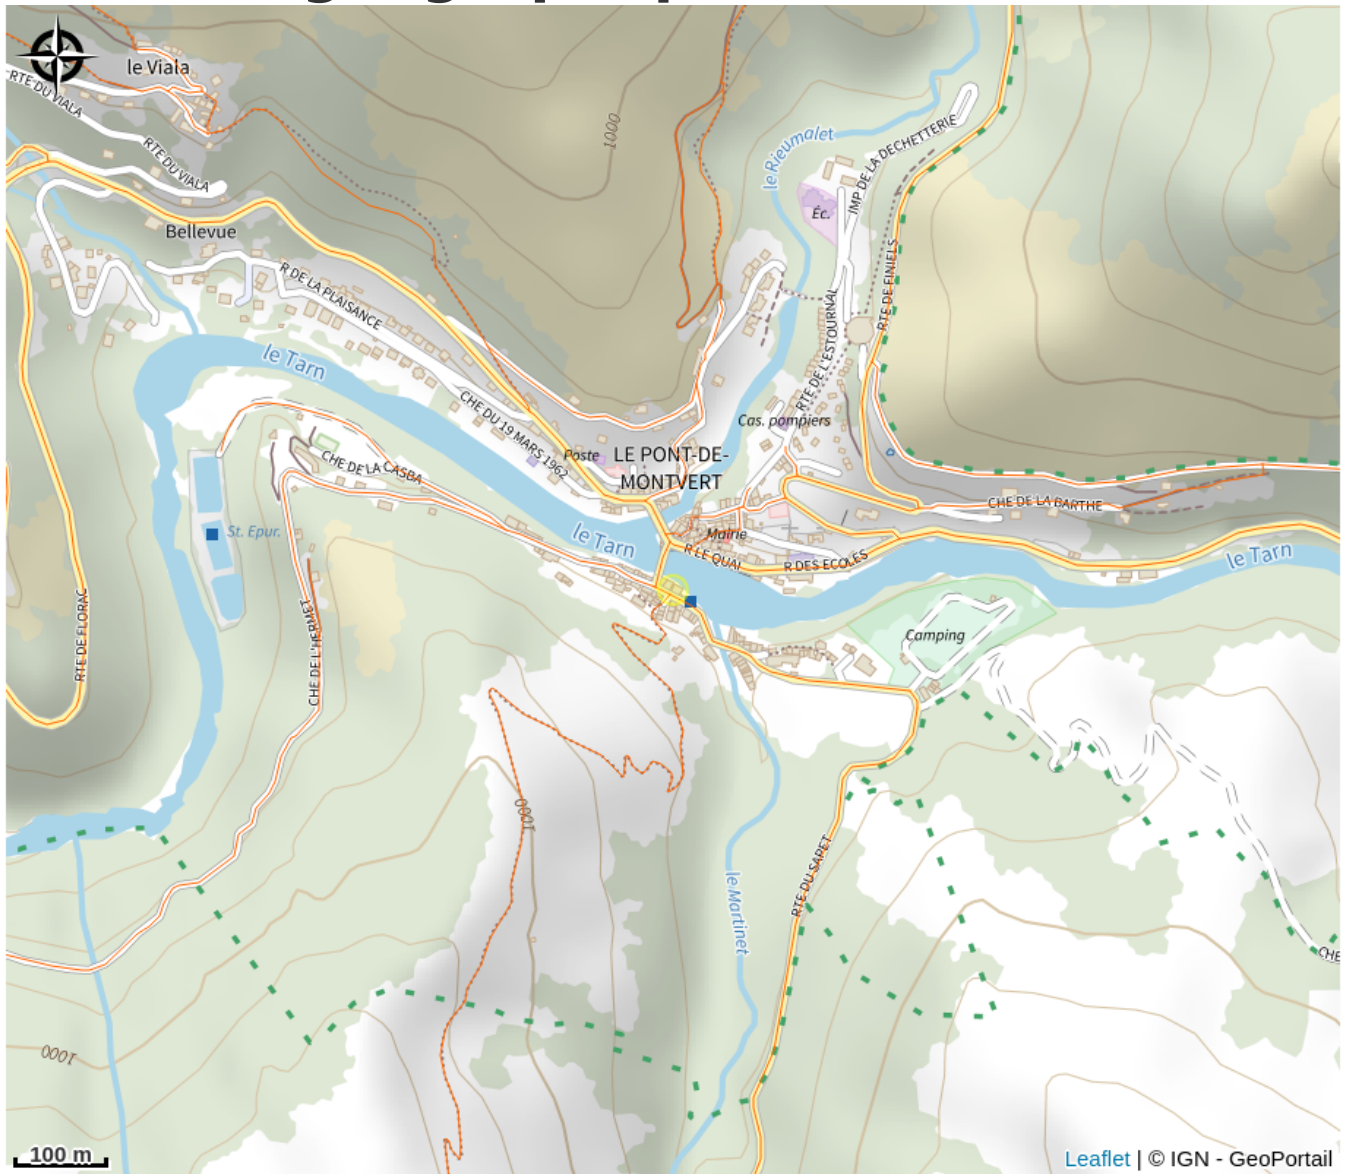 le Viala
RTE DU VIALA
RTE DU VIALA
Bellevue
1000
le Rieumalet
IMP DE LA DECHETTERIE
Éc.
RTE DE FINIELS
R DE LA PLAISANCE
le Tarn
RTE DE L'ESTOURNAL
CHE DU 19 MARS 1962
Cas. pompiers
Poste
LE PONT-DE-
MONTVERT
CHE DE LA CASBA
CHE DE LA BARTHE
St. Epur.
le Tarn
Mairie
R LE QUAI
R DES ECOLES
le Tarn
RTE DE FLORAC
CHE DE L'HERMET
Camping
1000
RTE DU SAPET
le Martinet
CHE
1000
100 m
Leaflet | © IGN - GeoPortail